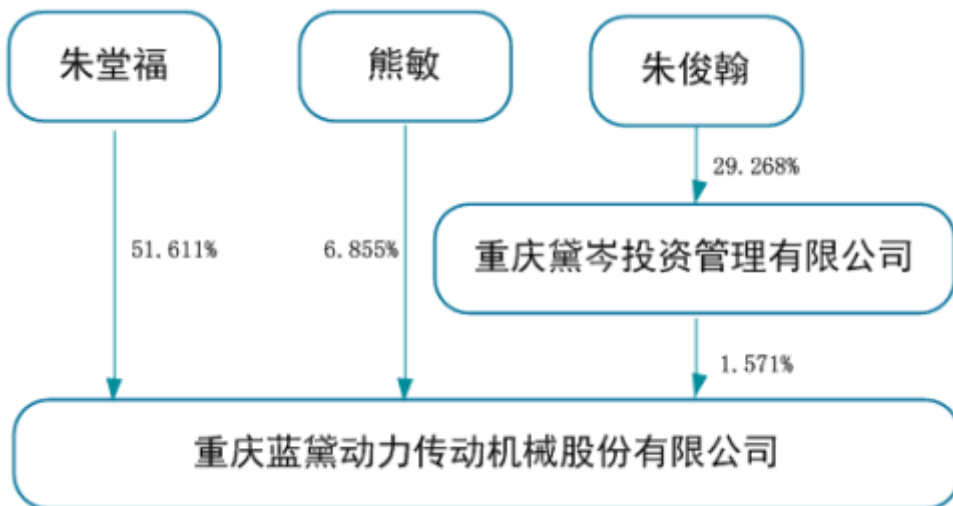 朱堂福
熊敏
朱俊翰
29.268%
51.611%
6.855%
重庆黛岑投资管理有限公司
1.571%
重庆蓝黛动力传动机械股份有限公司